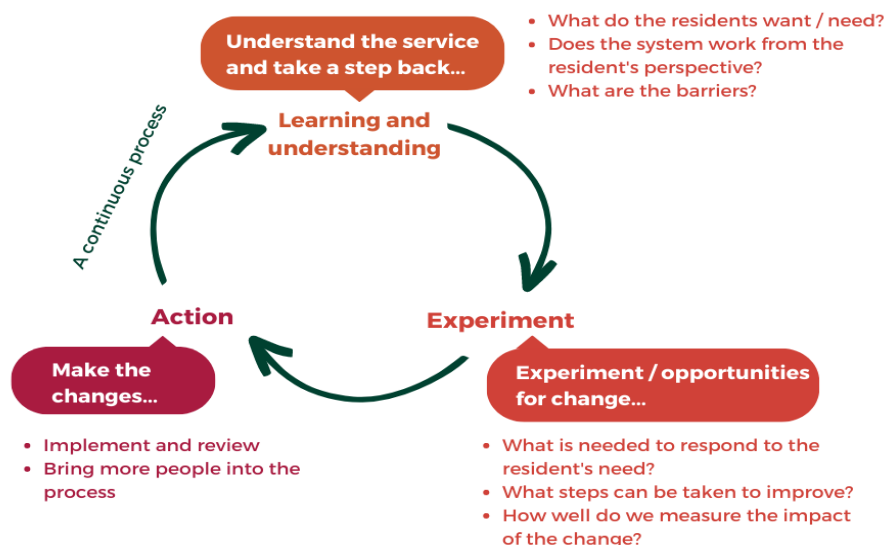 Understand the service
and take a step back...
• What do the residents want / need?
• Does the system work from the
resident's perspective?
• What are the barriers?
Learning and
understanding
A continuous process
Action
Experiment
Make the
changes...
• Implement and review
• Bring more people into the
process
Experiment / opportunities
for change...
• What is needed to respond to the
resident's need?
• What steps can be taken to improve?
• How well do we measure the impact
of the change?